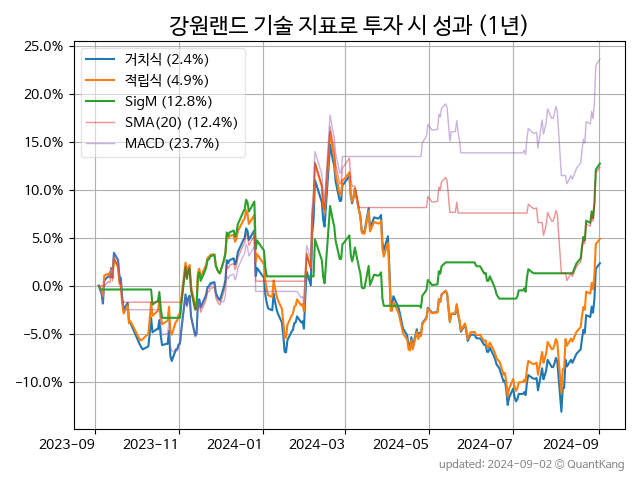 강원랜드 기술 지표로 투자 시 성과 (1년)
25.0%
20.0%
15.0%
10.0%
5.0%
0.0%
−5.0%
−10.0%
거치식 (2.4%)
적립식 (4.9%)
SigM (12.8%)
SMA(20) (12.4%)
MACD (23.7%)
2023-09 2023-11 2024-01 2024-03 2024-05 2024-07 2024-09
updated: 2024-09-02 © QuantKang